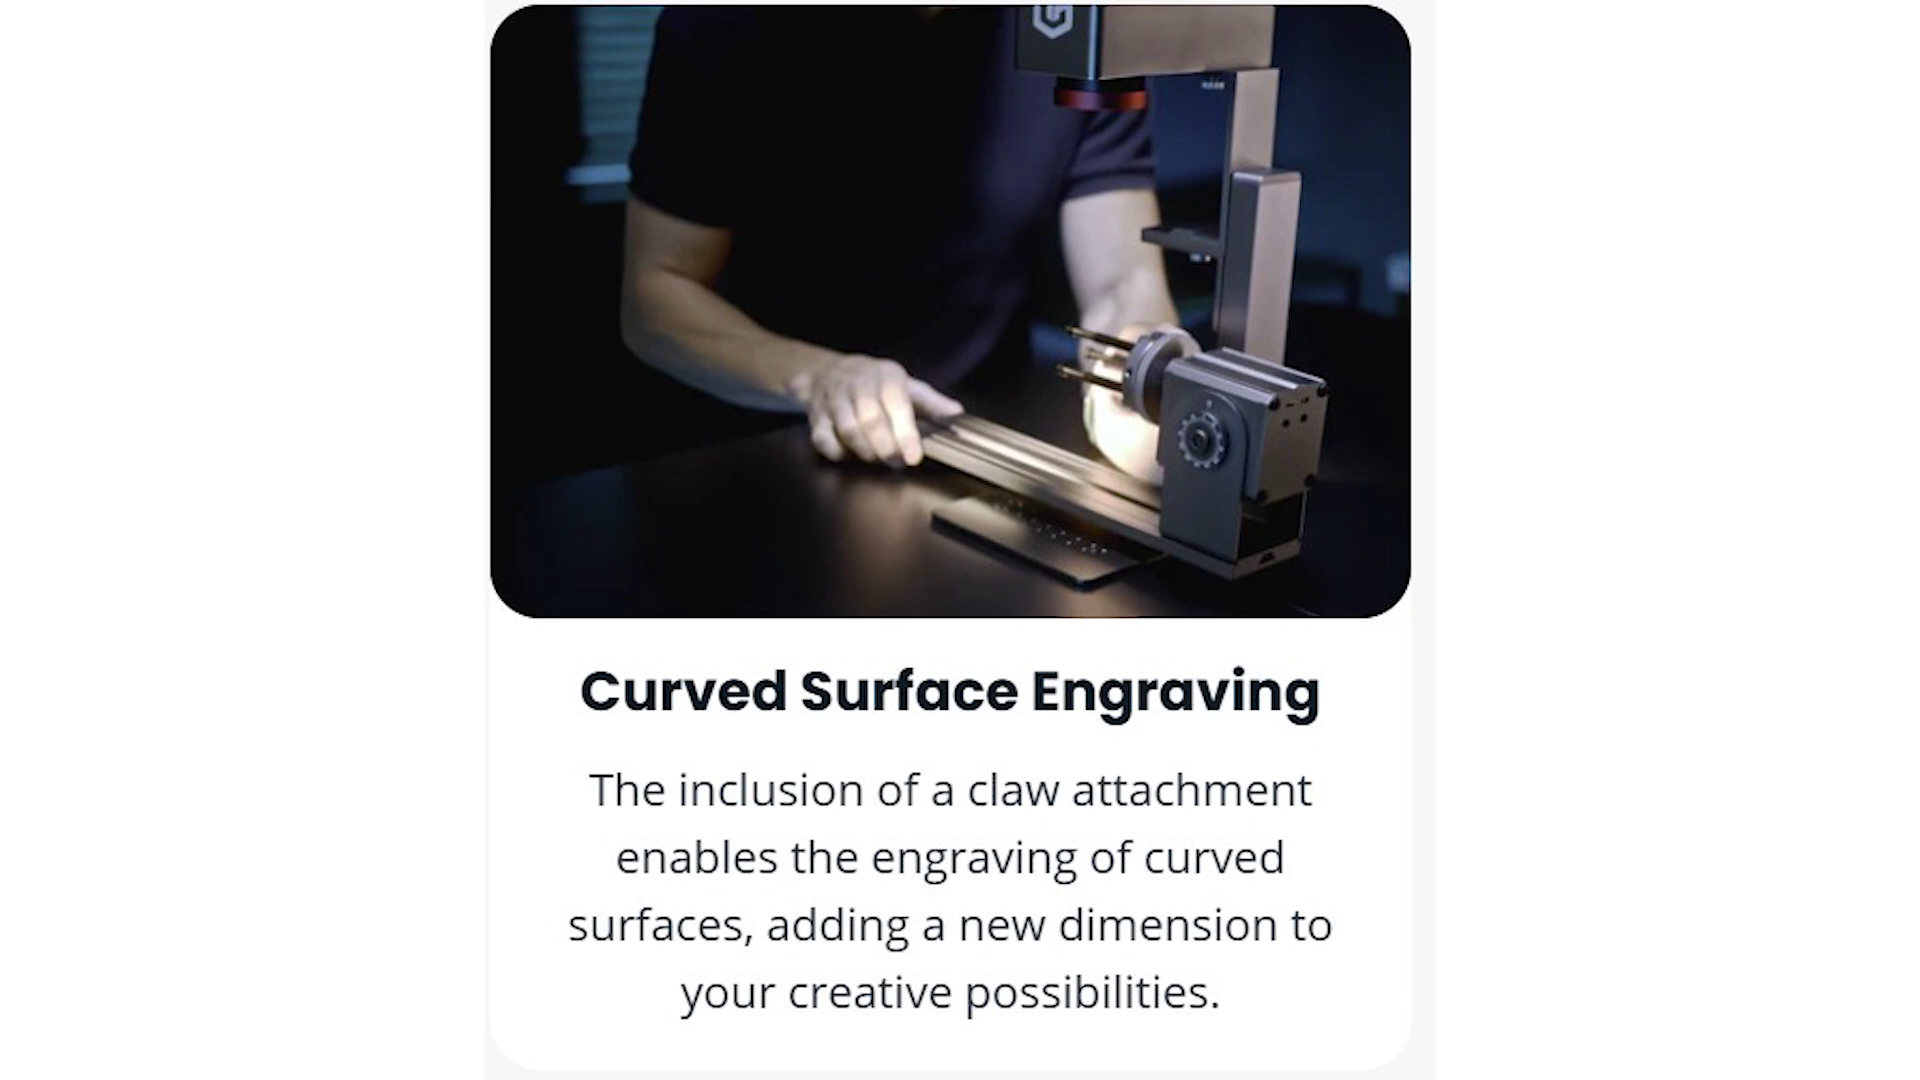 Curved Surface Engraving
The inclusion of a claw attachment
enables the engraving of curved
surfaces, adding a new dimension to
your creative possibilities.